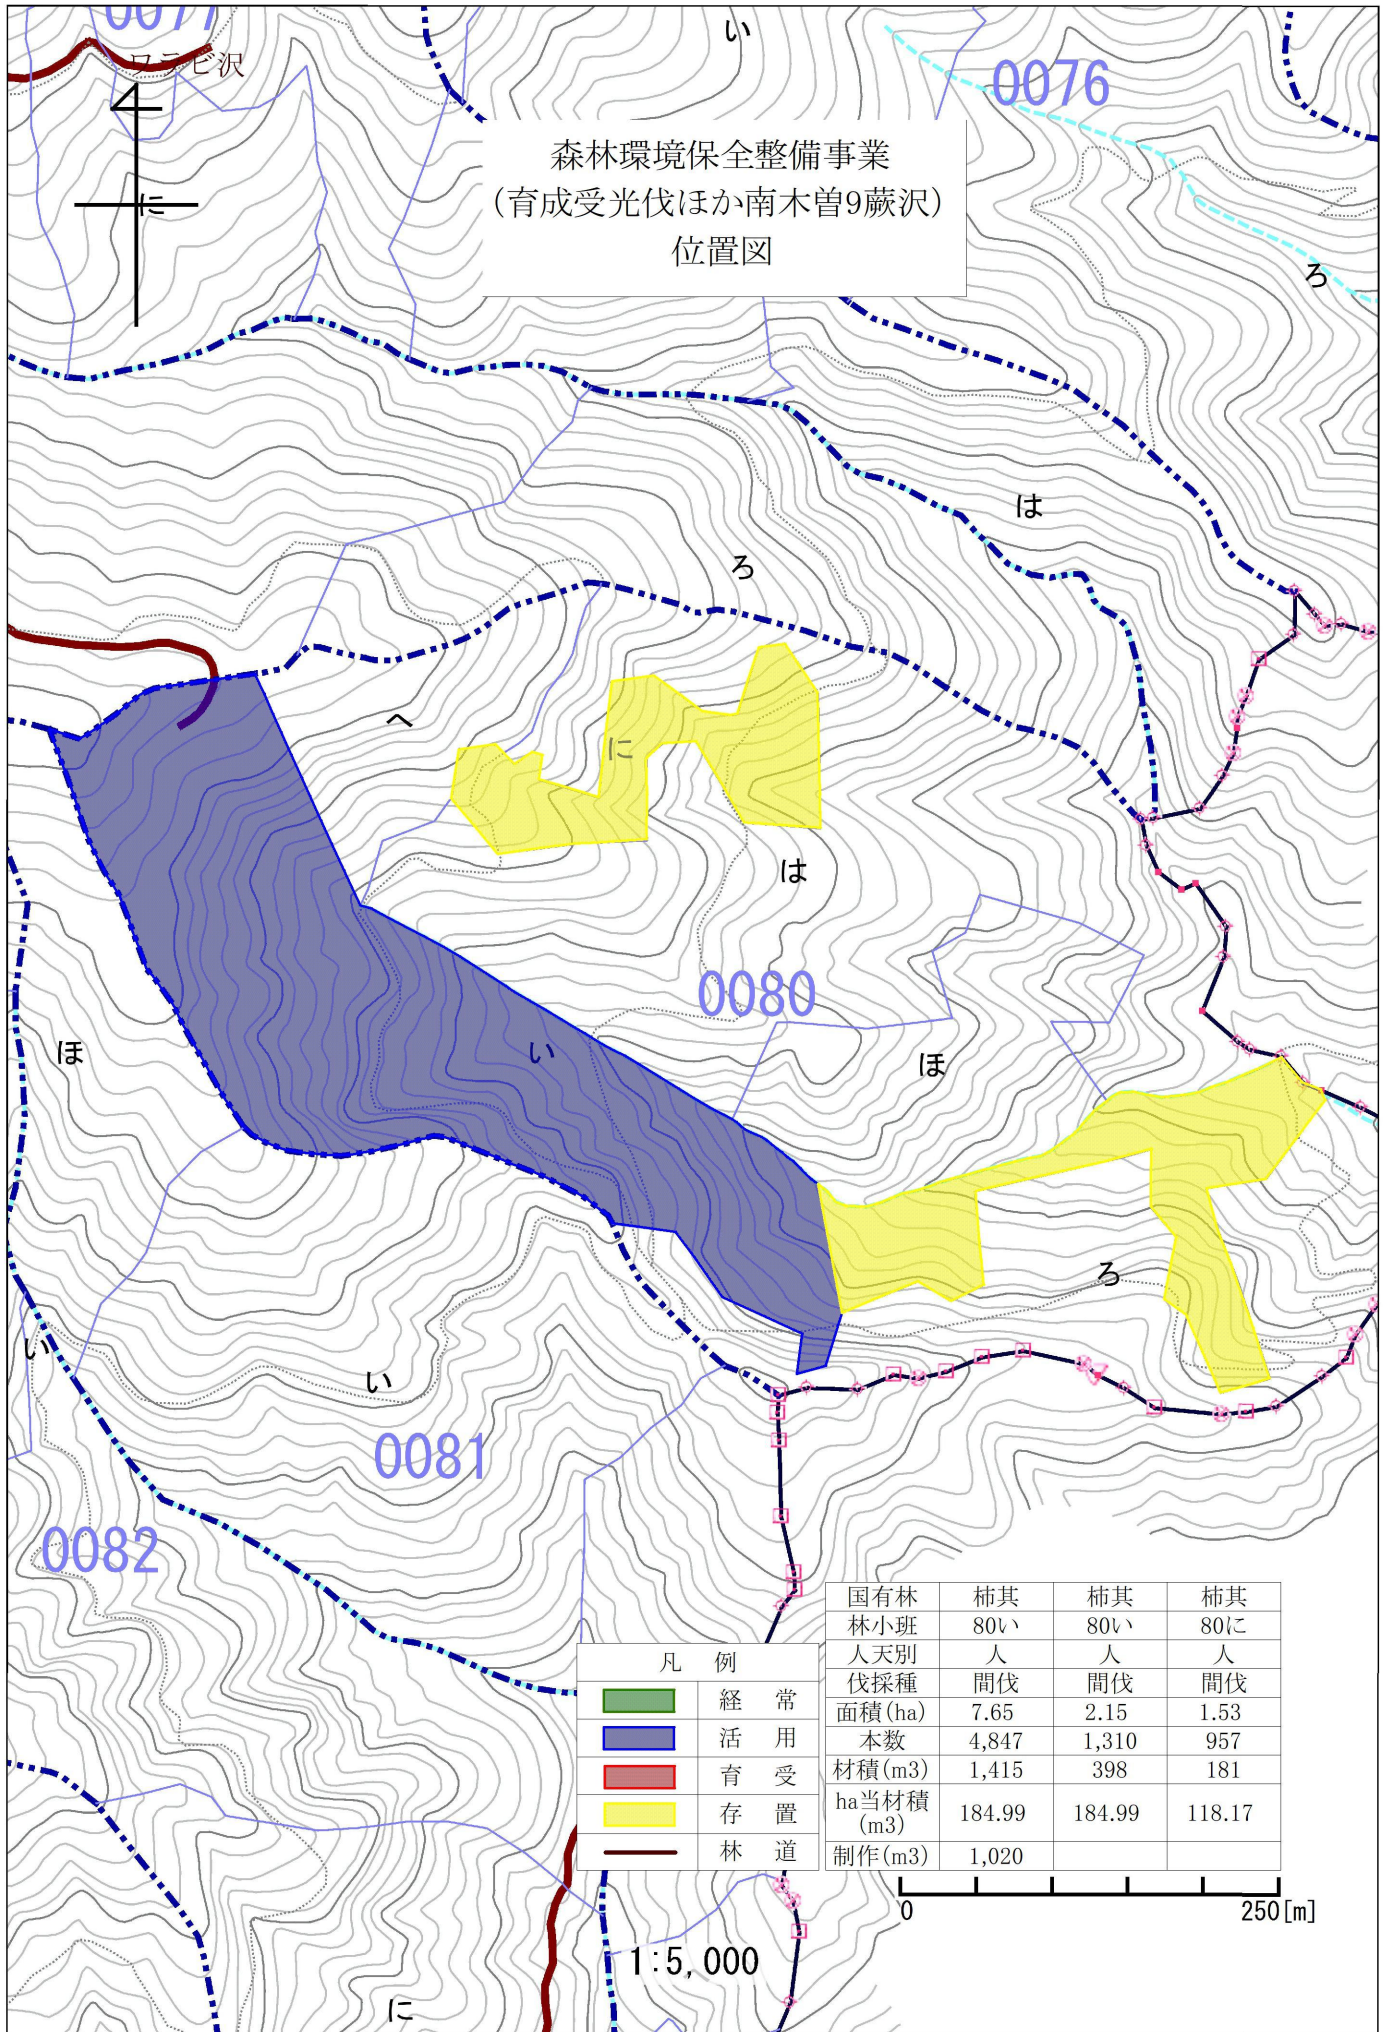 0077
ワラビ沢
い
0076
に
森林環境保全整備事業
(育成受光伐ほか南木曽9蕨沢)
位置図
ろ
は
ろ
へ
に
は
0080
い
ほ
ほ
ろ
い
い
0081
0082
凡 例
経 常
活 用
育 受
存 置
林 道
国有林 柿其 柿其 柿其
林小班 80い 80い 80に
人天別 人 人 人
伐採種 間伐 間伐 間伐
面積(ha) 7.65 2.15 1.53
本数 4,847 1,310 957
材積(m3) 1,415 398 181
ha当材積
(m3) 184.99 184.99 118.17
制作(m3) 1,020
0 250[m]
1:5,000
に